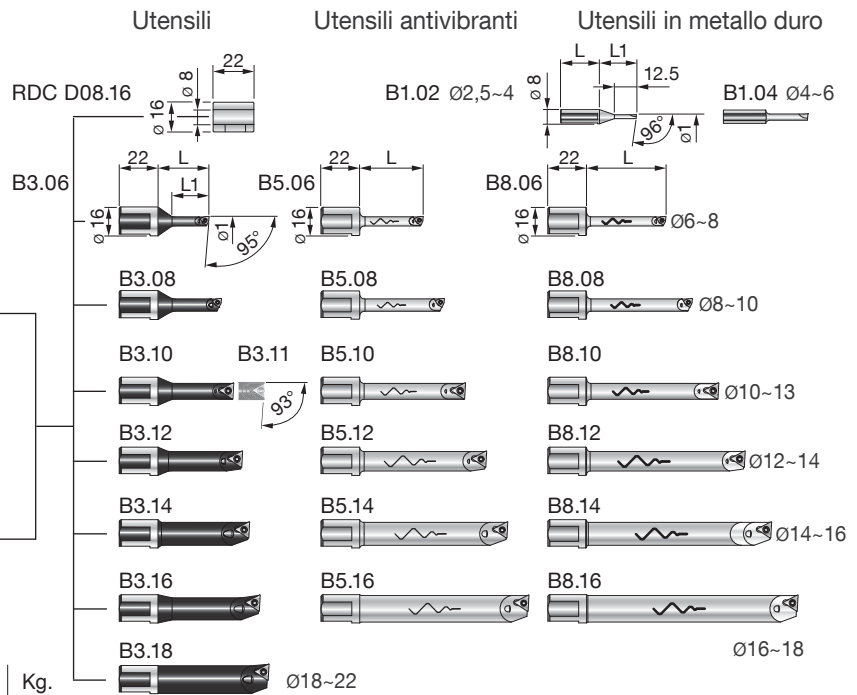 Utensili Utensili antivibranti Utensili in metallo duro
RDC D08.16 22 Ø 8 Ø 16
B1.02 Ø2,5~4 L L1 12.5 Ø 8 96° Ø1 B1.04 Ø4~6
B3.06 22 L L1 Ø 16 Ø1 95°
B5.06 22 L Ø 16
B8.06 22 L Ø 16 Ø6~8
B3.08 B5.08 B8.08 Ø8~10
B3.10 B3.11 93° B5.10 B8.10 Ø10~13
B3.12 B5.12 B8.12 Ø12~14
B3.14 B5.14 B8.14 Ø14~16
B3.16 B5.16 B8.16
Ø16~18
B3.18 Ø18~22
Kg.